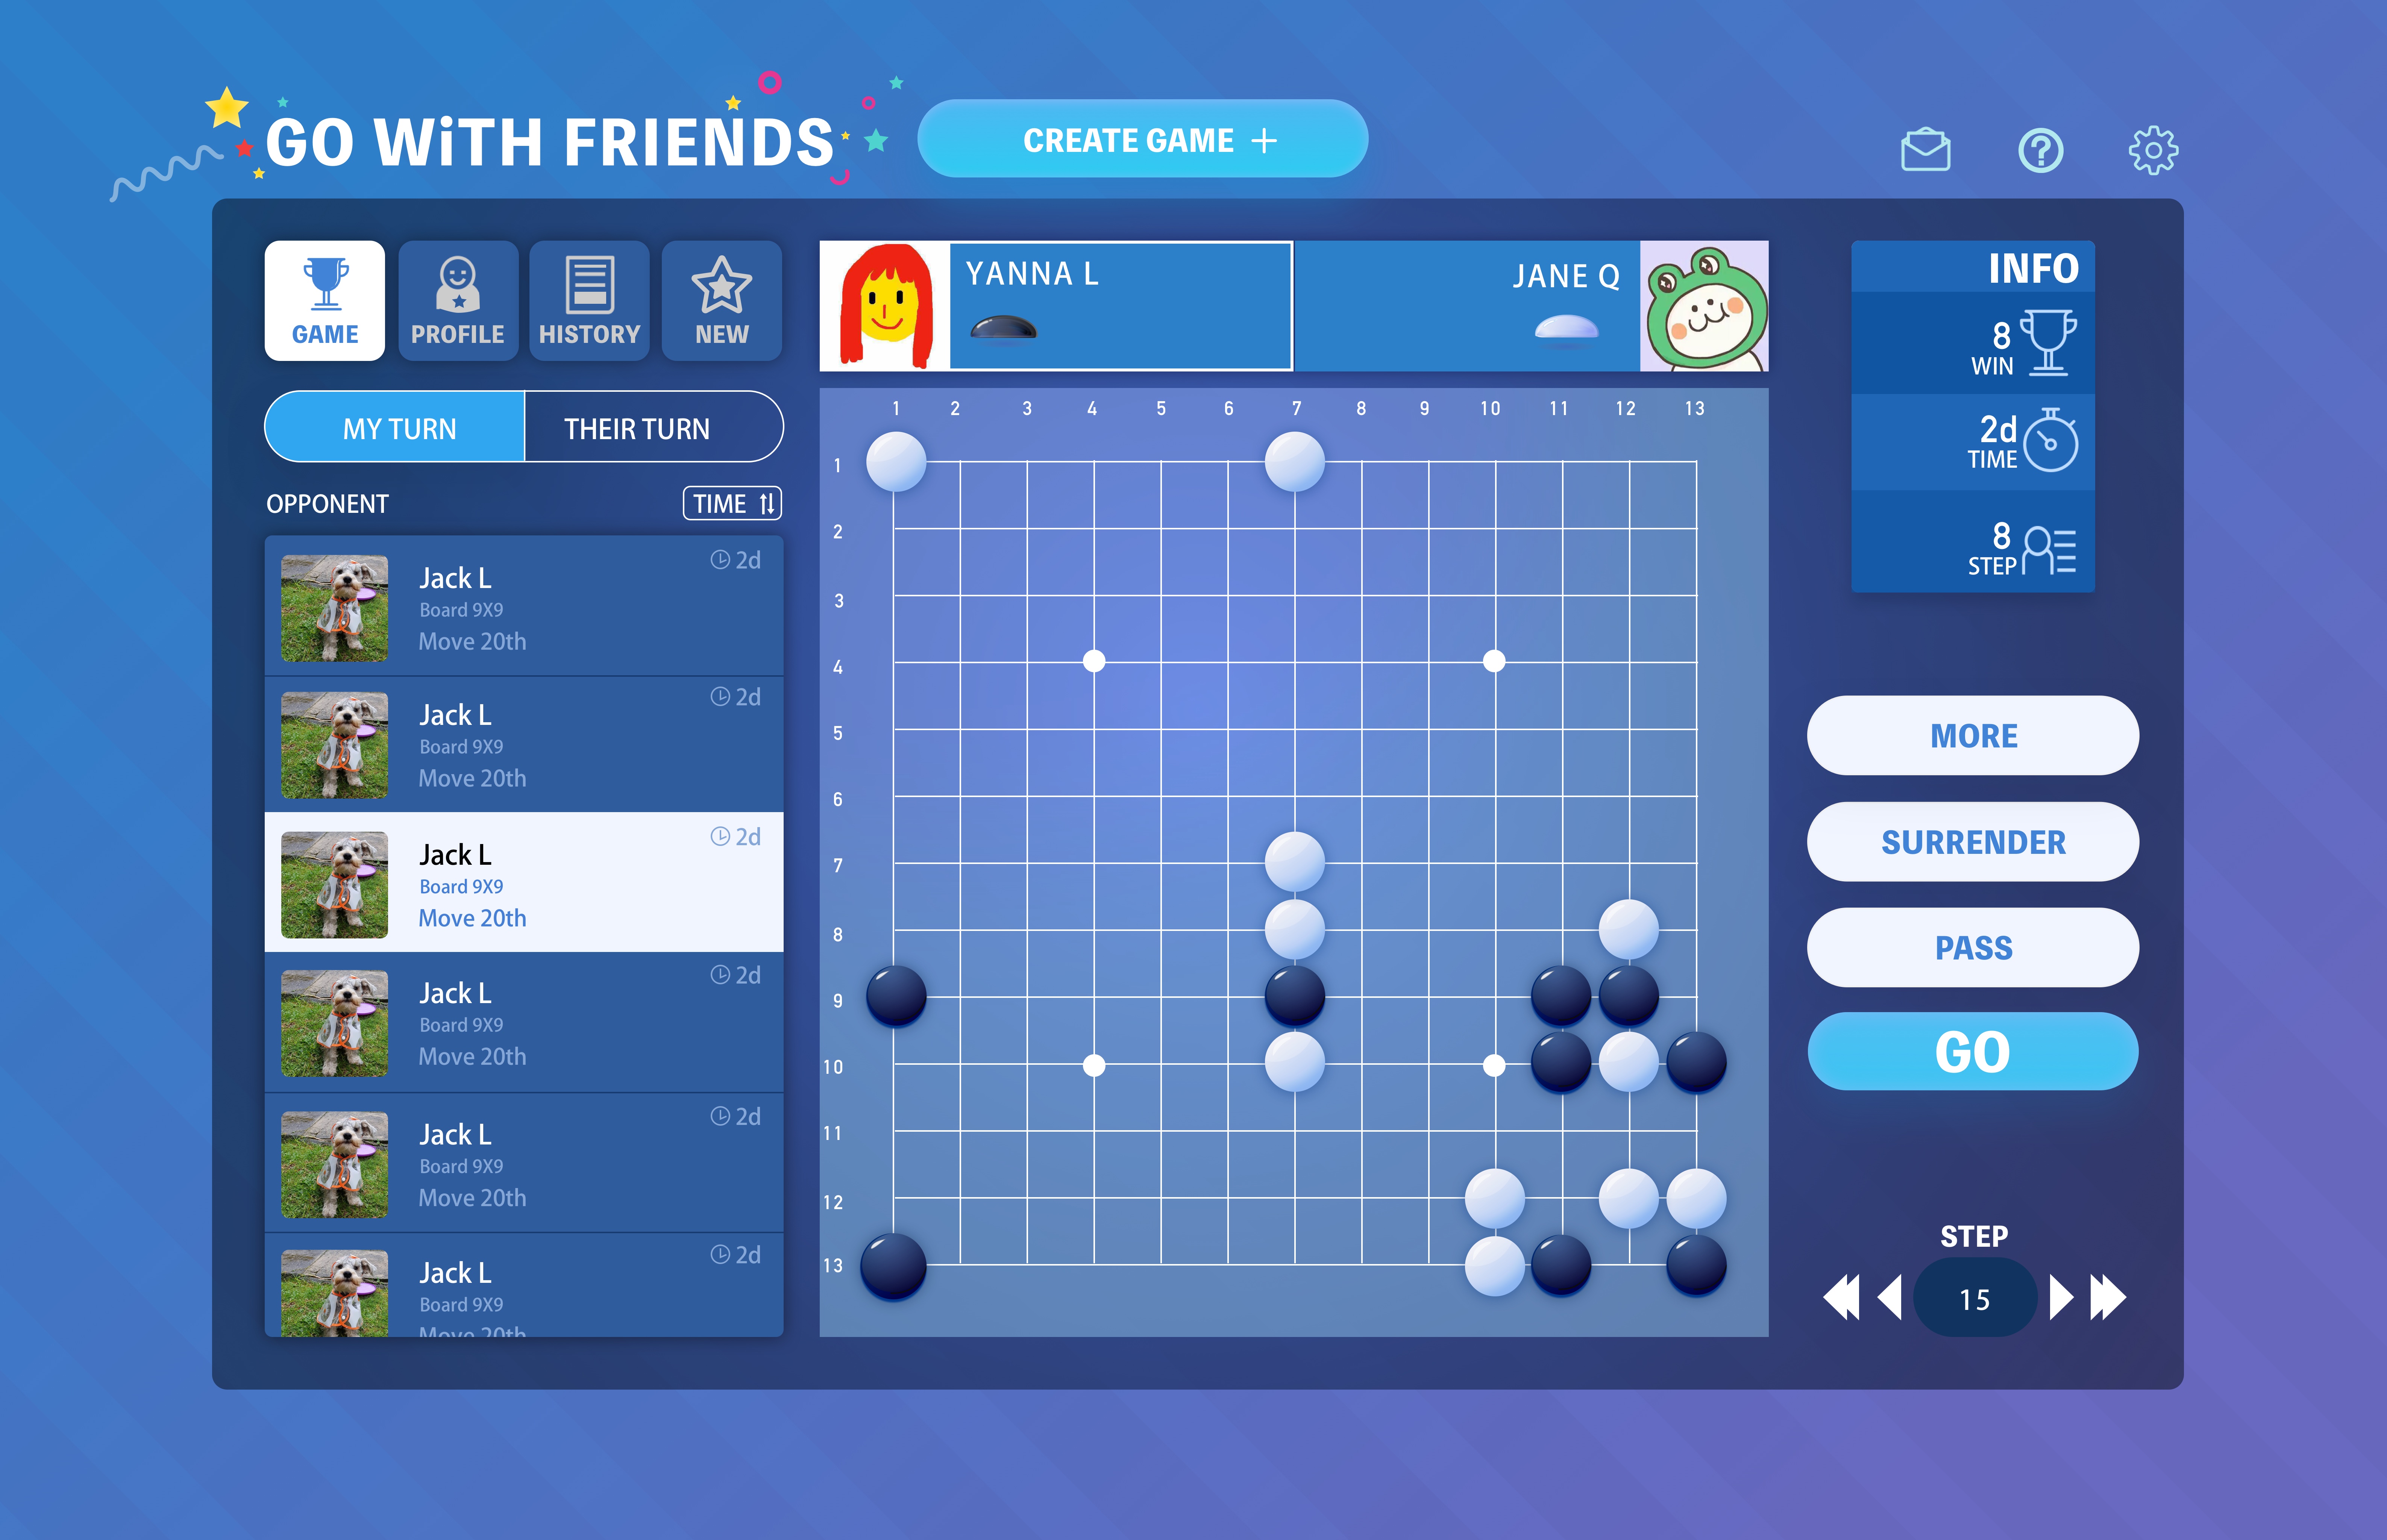 GO WiTH FRIENDS
CREATE GAME +
GAME
PROFILE
HISTORY
NEW
MY TURN
THEIR TURN
OPPONENT
TIME
Jack L
2d
Board 9X9
Move 20th
Jack L
2d
Board 9X9
Move 20th
Jack L
2d
Board 9X9
Move 20th
Jack L
2d
Board 9X9
Move 20th
Jack L
2d
Board 9X9
Move 20th
Jack L
2d
Board 9X9
Move 20th
YANNA L
JANE Q
1 2 3 4 5 6 7 8 9 10 11 12 13
1
2
3
4
5
6
7
8
9
10
11
12
13
INFO
8
WIN
2d
TIME
8
STEP
MORE
SURRENDER
PASS
GO
STEP
15